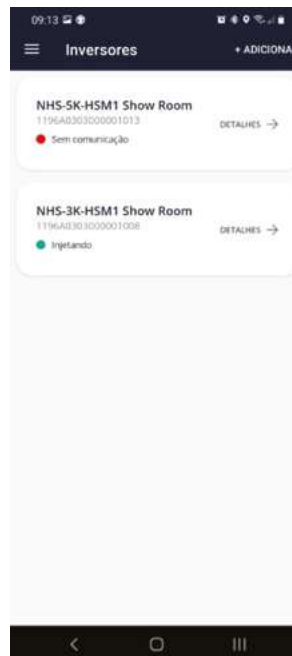 09:13
Inversores
+ ADICIONA
NHS-5K-HSM1 Show Room
1196A0303000001013
DETALHES →
Sem comunicação
NHS-3K-HSM1 Show Room
1196A0303000001008
DETALHES →
Injetando